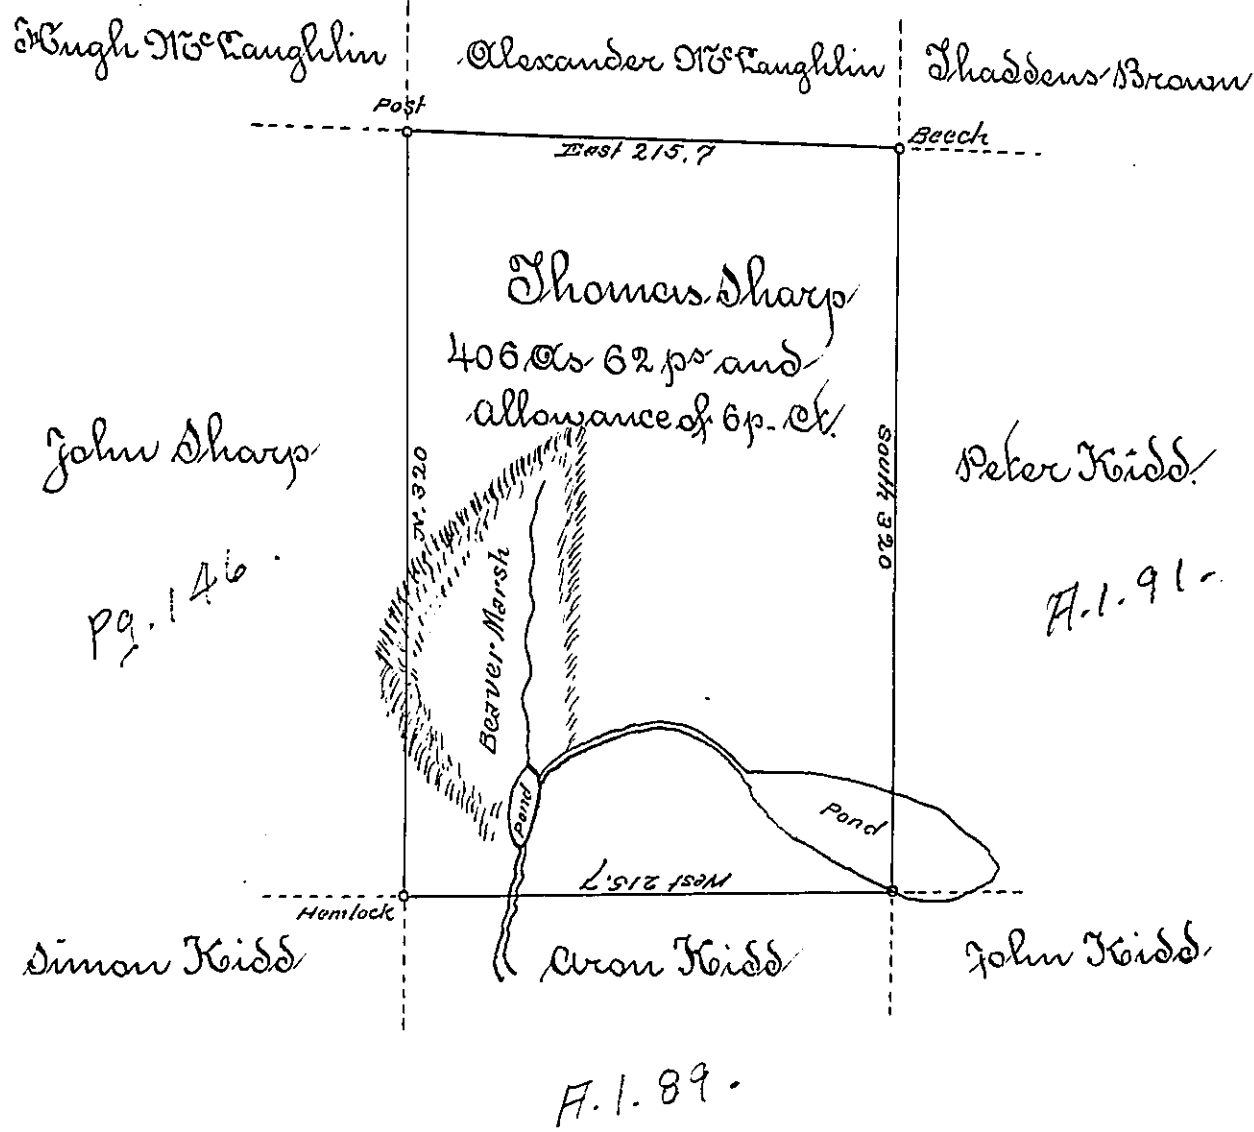 Hugh McLaughlin
Alexander McLaughlin
Thaddens Brown
Post
Beech
East 215.7
Thomas Sharp
406 As 62 ps and
allowance of 6 p. Ct.
John Sharp
N. 320
South 320
Peter Kidd.
Beaver Marsh
pg. 146.
A.1.91-
Pond
Pond
West 215.7
Hemlock
Simon Kidd
Aron Kidd
John Kidd
A.1.89.